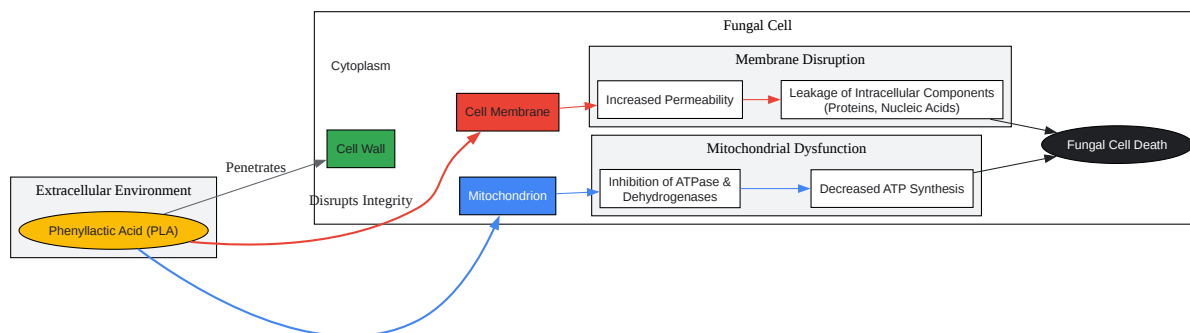 Fungal Cell
Cytoplasm
Membrane Disruption
Cell Membrane
Increased Permeability
Leakage of Intracellular Components
(Proteins, Nucleic Acids)
Cell Wall
Mitochondrial Dysfunction
Fungal Cell Death
Penetrates
Extracellular Environment
Disrupts Integrity
Mitochondrion
Inhibition of ATPase &
Dehydrogenases
Decreased ATP Synthesis
Phenyllactic Acid (PLA)